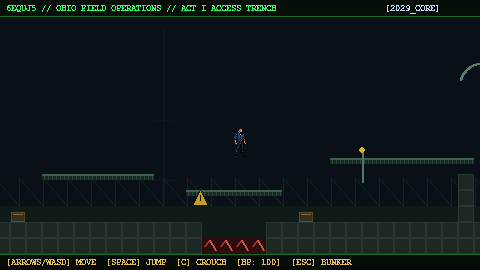 6EQUJ5 // OHIO FIELD OPERATIONS // ACT I ACCESS TRENCH [2029_CORE]
[ARROWS/WASD] MOVE [SPACE] JUMP [C] CROUCH [HP: 100] [ESC] BUNKER